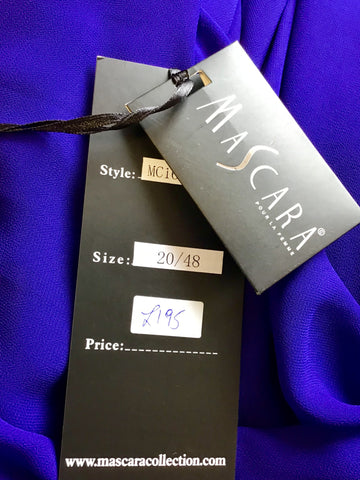 MASCARA®
POUR LA FEMME
Style:
Size: 20/48
£195
Price:
www.mascaracollection.com